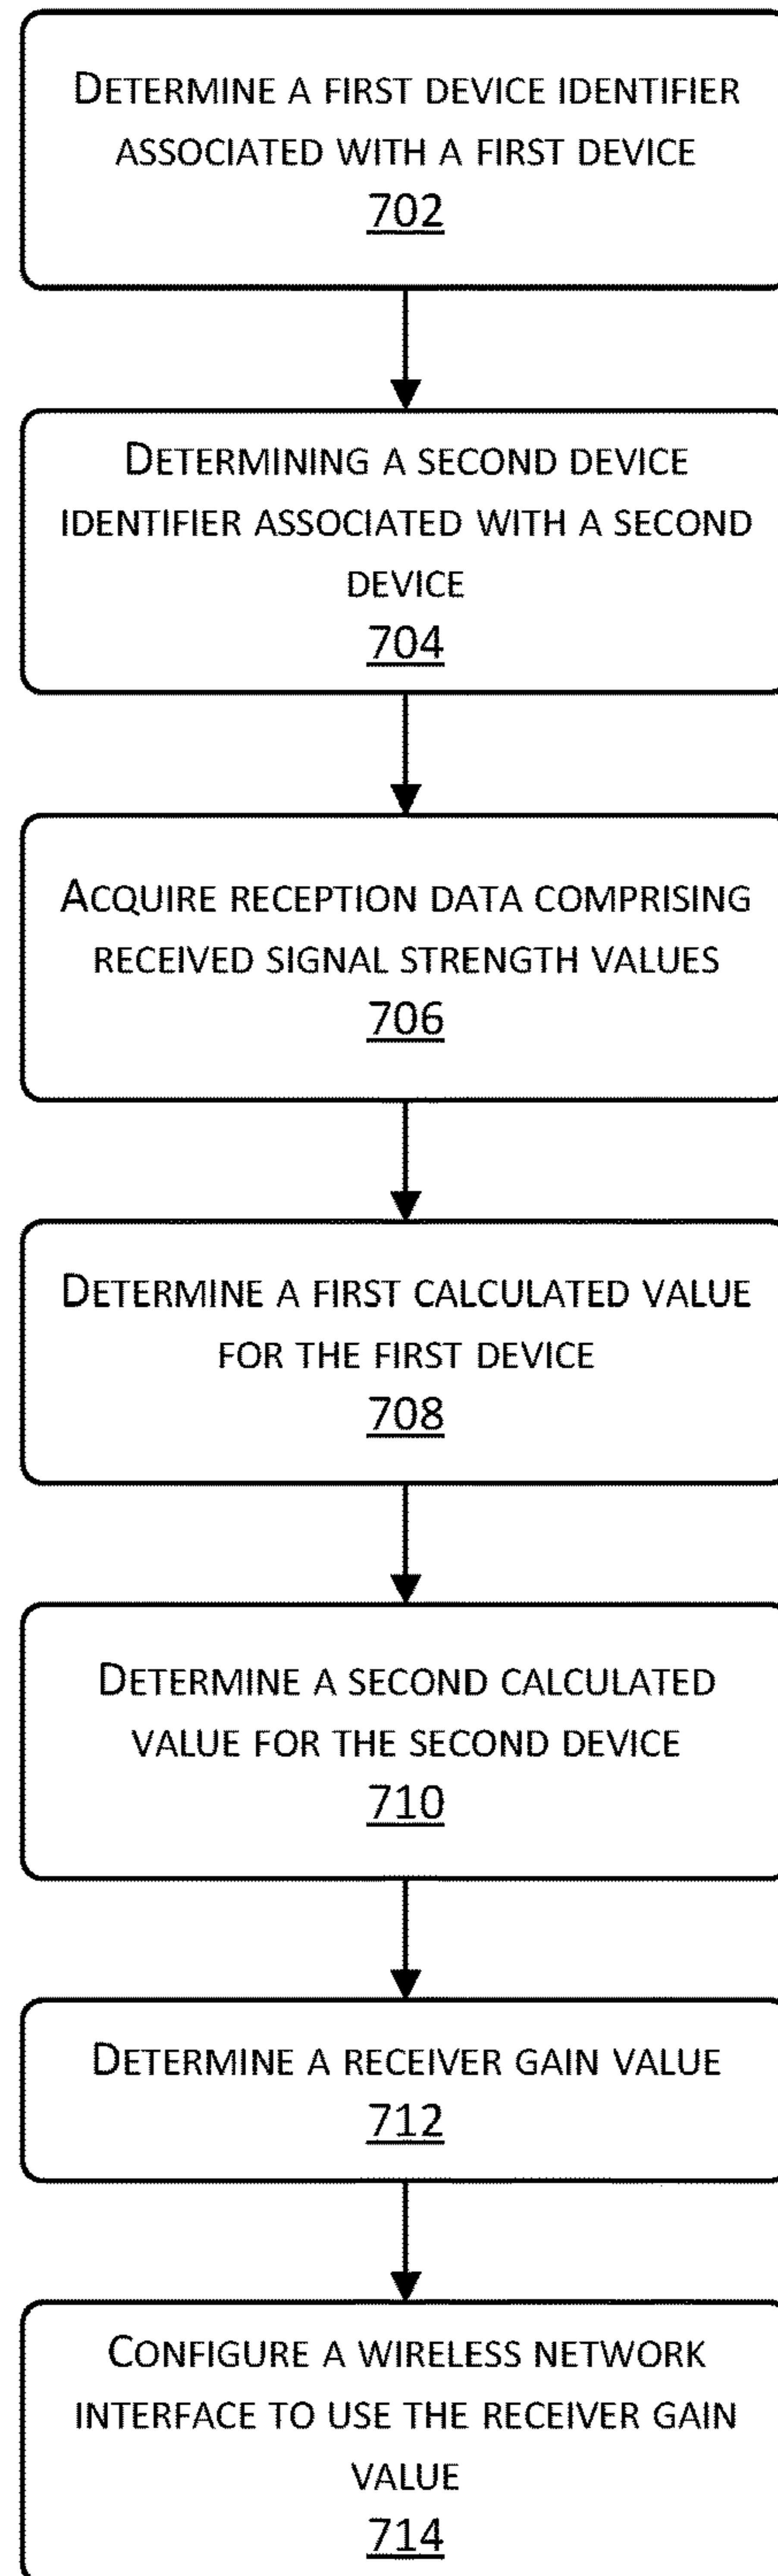 DETERMINE A FIRST DEVICE IDENTIFIER
ASSOCIATED WITH A FIRST DEVICE
702
DETERMINING A SECOND DEVICE
IDENTIFIER ASSOCIATED WITH A SECOND
DEVICE
704
ACQUIRE RECEPTION DATA COMPRISING
RECEIVED SIGNAL STRENGTH VALUES
706
DETERMINE A FIRST CALCULATED VALUE
FOR THE FIRST DEVICE
708
DETERMINE A SECOND CALCULATED
VALUE FOR THE SECOND DEVICE
710
DETERMINE A RECEIVER GAIN VALUE
712
CONFIGURE A WIRELESS NETWORK
INTERFACE TO USE THE RECEIVER GAIN
VALUE
714